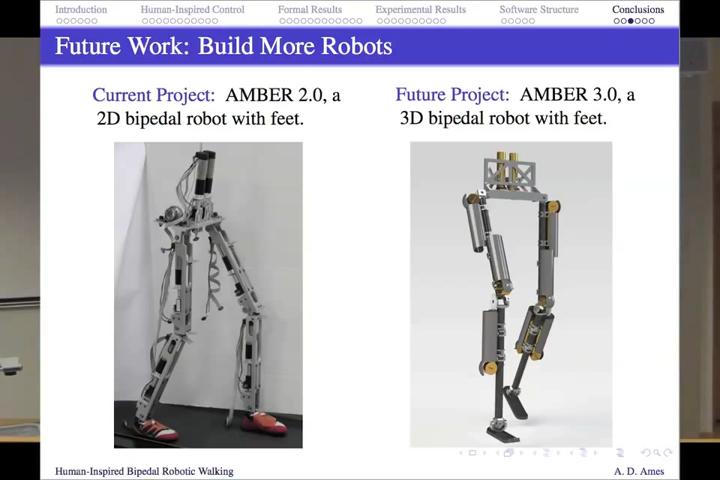 Introduction Human-Inspired Control Formal Results Experimental Results Software Structure Conclusions
Future Work: Build More Robots
Current Project: AMBER 2.0, a
2D bipedal robot with feet.
Future Project: AMBER 3.0, a
3D bipedal robot with feet.
Human-Inspired Bipedal Robotic Walking
A. D. Ames